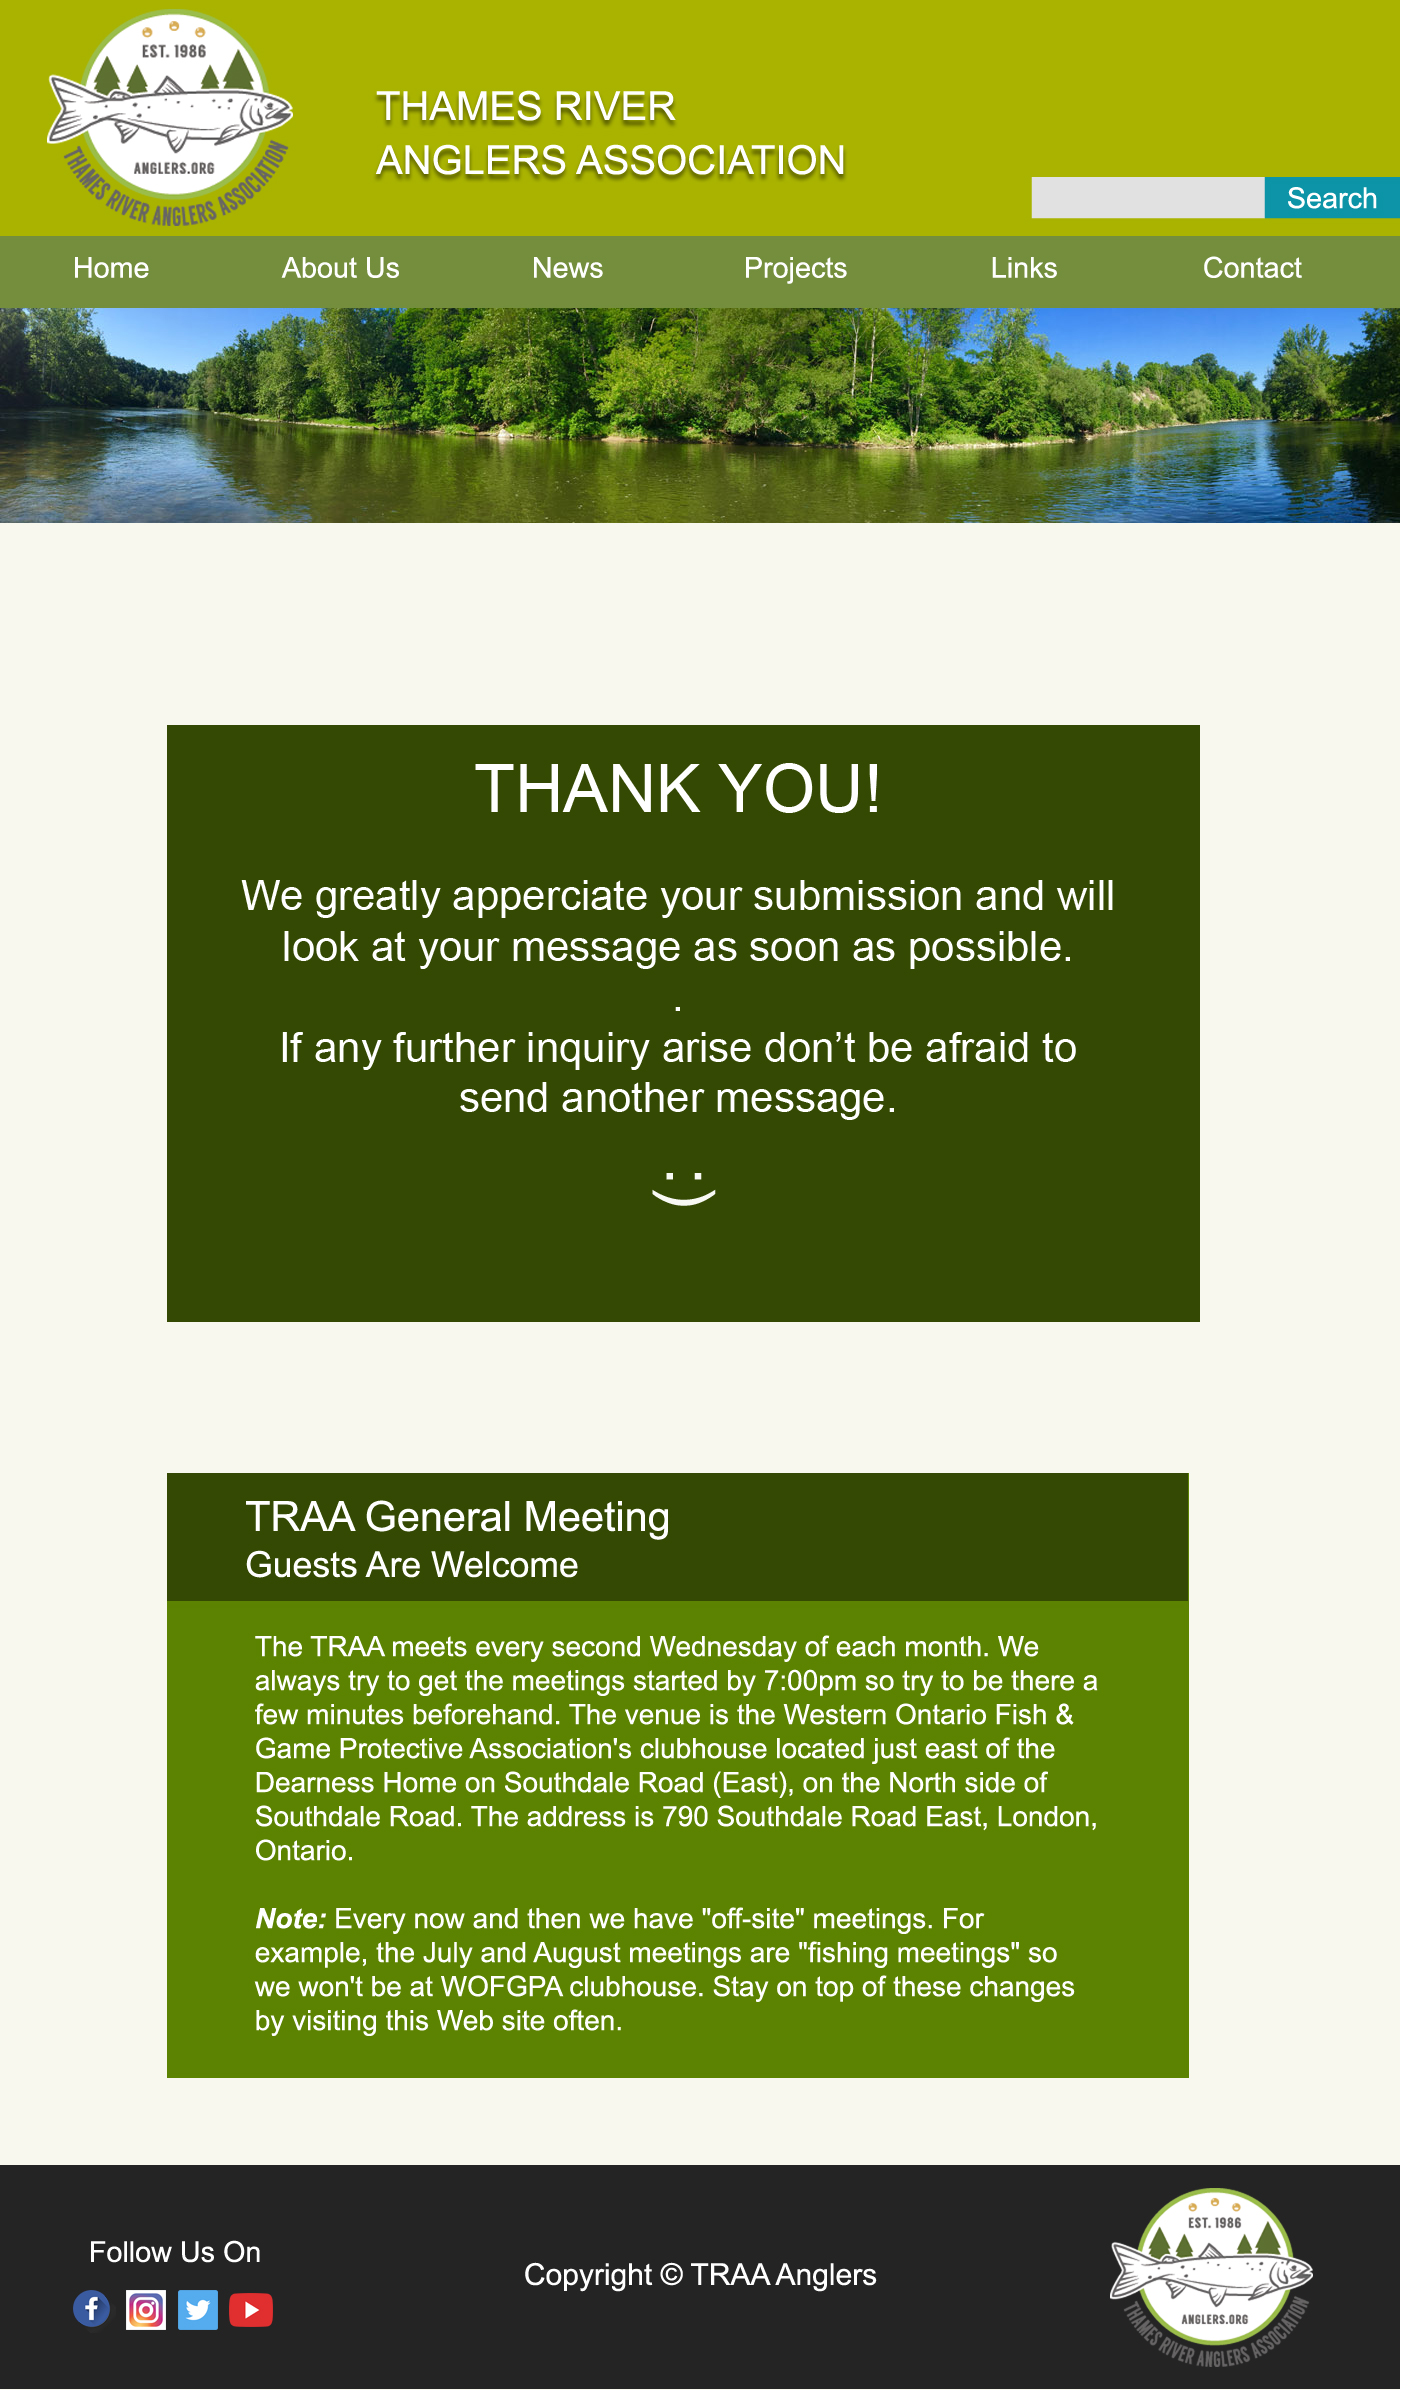 EST. 1986
ANGLERS.ORG
THAMES RIVER ANGLERS ASSOCIATION
THAMES RIVER
ANGLERS ASSOCIATION
Search
Home About Us News Projects Links Contact
THANK YOU!
We greatly apperciate your submission and will
look at your message as soon as possible.
.
If any further inquiry arise don’t be afraid to
send another message.
:)
TRAA General Meeting
Guests Are Welcome
The TRAA meets every second Wednesday of each month. We
always try to get the meetings started by 7:00pm so try to be there a
few minutes beforehand. The venue is the Western Ontario Fish &
Game Protective Association's clubhouse located just east of the
Dearness Home on Southdale Road (East), on the North side of
Southdale Road. The address is 790 Southdale Road East, London,
Ontario.
Note: Every now and then we have "off-site" meetings. For
example, the July and August meetings are "fishing meetings" so
we won't be at WOFGPA clubhouse. Stay on top of these changes
by visiting this Web site often.
Follow Us On
Copyright © TRAA Anglers
EST. 1986
ANGLERS.ORG
THAMES RIVER ANGLERS ASSOCIATION